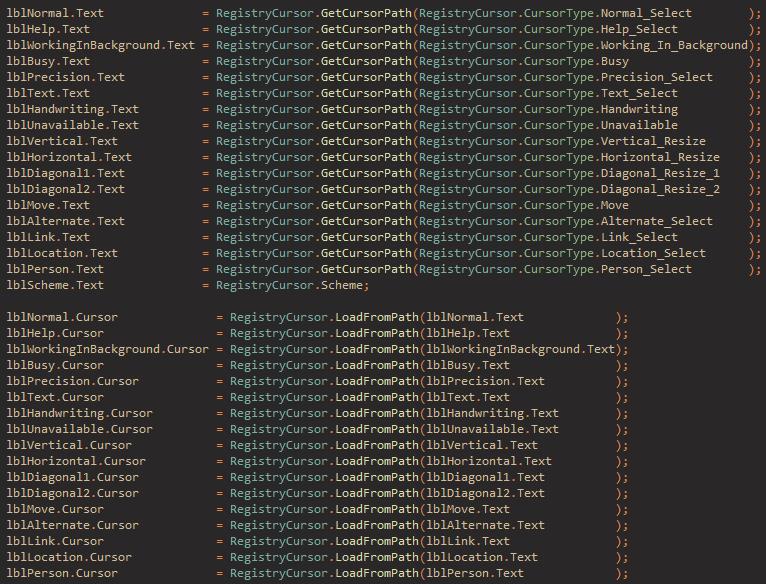 lblNormal.Text              = RegistryCursor.GetCursorPath(RegistryCursor.CursorType.Normal_Select        );
lblHelp.Text                = RegistryCursor.GetCursorPath(RegistryCursor.CursorType.Help_Select          );
lblWorkingInBackground.Text = RegistryCursor.GetCursorPath(RegistryCursor.CursorType.Working_In_Background);
lblBusy.Text                = RegistryCursor.GetCursorPath(RegistryCursor.CursorType.Busy                 );
lblPrecision.Text           = RegistryCursor.GetCursorPath(RegistryCursor.CursorType.Precision_Select     );
lblText.Text                = RegistryCursor.GetCursorPath(RegistryCursor.CursorType.Text_Select          );
lblHandwriting.Text         = RegistryCursor.GetCursorPath(RegistryCursor.CursorType.Handwriting          );
lblUnavailable.Text         = RegistryCursor.GetCursorPath(RegistryCursor.CursorType.Unavailable          );
lblVertical.Text            = RegistryCursor.GetCursorPath(RegistryCursor.CursorType.Vertical_Resize      );
lblHorizontal.Text          = RegistryCursor.GetCursorPath(RegistryCursor.CursorType.Horizontal_Resize    );
lblDiagonal1.Text           = RegistryCursor.GetCursorPath(RegistryCursor.CursorType.Diagonal_Resize_1    );
lblDiagonal2.Text           = RegistryCursor.GetCursorPath(RegistryCursor.CursorType.Diagonal_Resize_2    );
lblMove.Text                = RegistryCursor.GetCursorPath(RegistryCursor.CursorType.Move                 );
lblAlternate.Text           = RegistryCursor.GetCursorPath(RegistryCursor.CursorType.Alternate_Select     );
lblLink.Text                = RegistryCursor.GetCursorPath(RegistryCursor.CursorType.Link_Select          );
lblLocation.Text            = RegistryCursor.GetCursorPath(RegistryCursor.CursorType.Location_Select      );
lblPerson.Text              = RegistryCursor.GetCursorPath(RegistryCursor.CursorType.Person_Select        );
lblScheme.Text              = RegistryCursor.Scheme;

lblNormal.Cursor              = RegistryCursor.LoadFromPath(lblNormal.Text             );
lblHelp.Cursor                = RegistryCursor.LoadFromPath(lblHelp.Text               );
lblWorkingInBackground.Cursor = RegistryCursor.LoadFromPath(lblWorkingInBackground.Text);
lblBusy.Cursor                = RegistryCursor.LoadFromPath(lblBusy.Text               );
lblPrecision.Cursor           = RegistryCursor.LoadFromPath(lblPrecision.Text          );
lblText.Cursor                = RegistryCursor.LoadFromPath(lblText.Text               );
lblHandwriting.Cursor         = RegistryCursor.LoadFromPath(lblHandwriting.Text        );
lblUnavailable.Cursor         = RegistryCursor.LoadFromPath(lblUnavailable.Text        );
lblVertical.Cursor            = RegistryCursor.LoadFromPath(lblVertical.Text           );
lblHorizontal.Cursor          = RegistryCursor.LoadFromPath(lblHorizontal.Text         );
lblDiagonal1.Cursor           = RegistryCursor.LoadFromPath(lblDiagonal1.Text          );
lblDiagonal2.Cursor           = RegistryCursor.LoadFromPath(lblDiagonal2.Text          );
lblMove.Cursor                = RegistryCursor.LoadFromPath(lblMove.Text               );
lblAlternate.Cursor           = RegistryCursor.LoadFromPath(lblAlternate.Text          );
lblLink.Cursor                = RegistryCursor.LoadFromPath(lblLink.Text               );
lblLocation.Cursor            = RegistryCursor.LoadFromPath(lblLocation.Text           );
lblPerson.Cursor              = RegistryCursor.LoadFromPath(lblPerson.Text             );